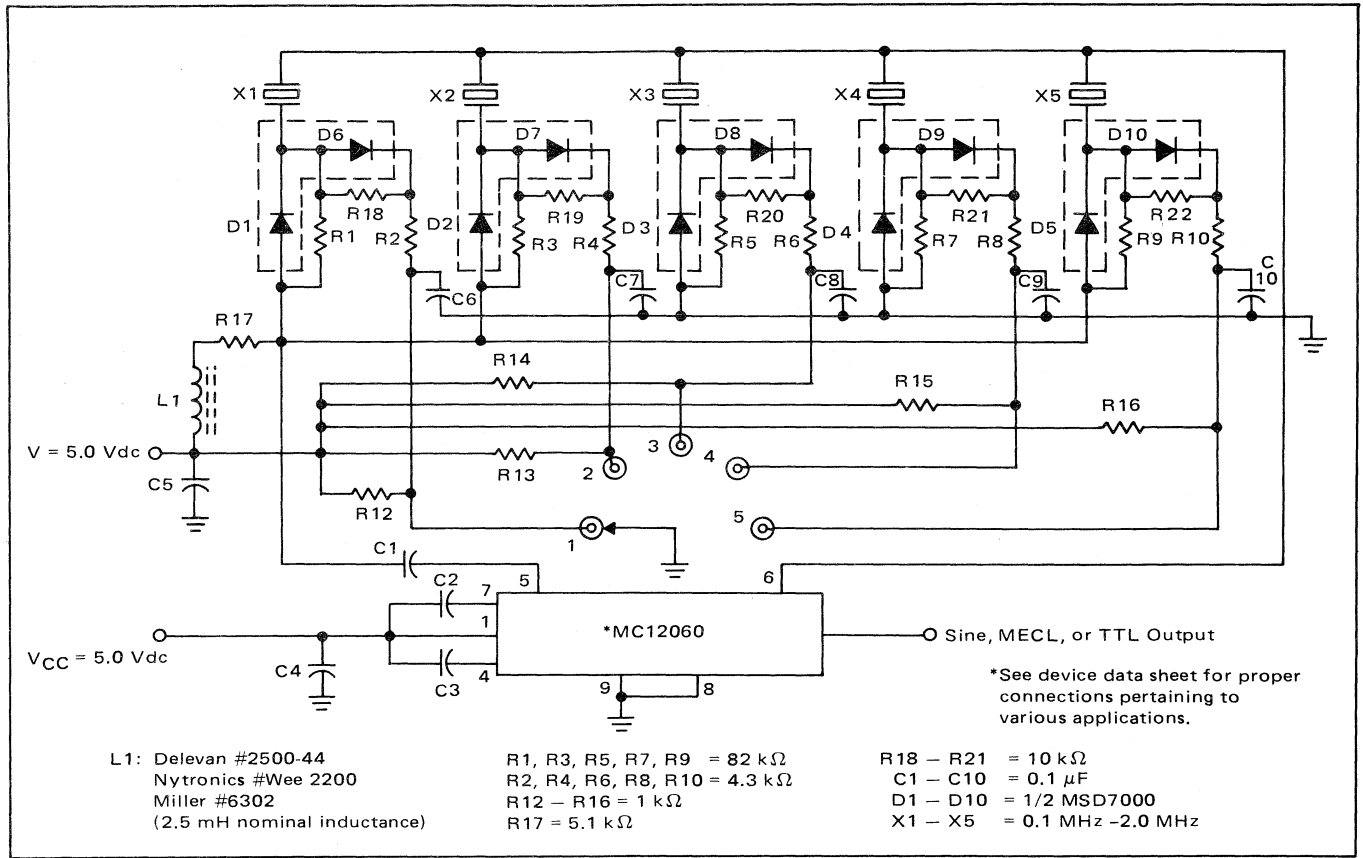 X1 X2 X3 X4 X5
D6 D7 D8 D9 D10
R18 R19 R20 R21 R22
D1 R1 R2 D2 R3 R4 D3 R5 R6 D4 R7 R8 D5 R9 R10
C6 C7 C8 C9 C
10
R17
R14
L1
R15
R16
V = 5.0 Vdc
R13
2
3
4
C5
R12
1
5
C1
5
6
C2
7
1
*MC12060
Sine, MECL, or TTL Output
VCC = 5.0 Vdc
C4
C3
4
9
8
*See device data sheet for proper
connections pertaining to
various applications.
L1: Delevan #2500-44
Nytronics #Wee 2200
Miller #6302
(2.5 mH nominal inductance)
R1, R3, R5, R7, R9 = 82 kΩ
R2, R4, R6, R8, R10 = 4.3 kΩ
R12 – R16 = 1 kΩ
R17 = 5.1 kΩ
R18 – R21 = 10 kΩ
C1 – C10 = 0.1 μF
D1 – D10 = 1/2 MSD7000
X1 – X5 = 0.1 MHz –2.0 MHz